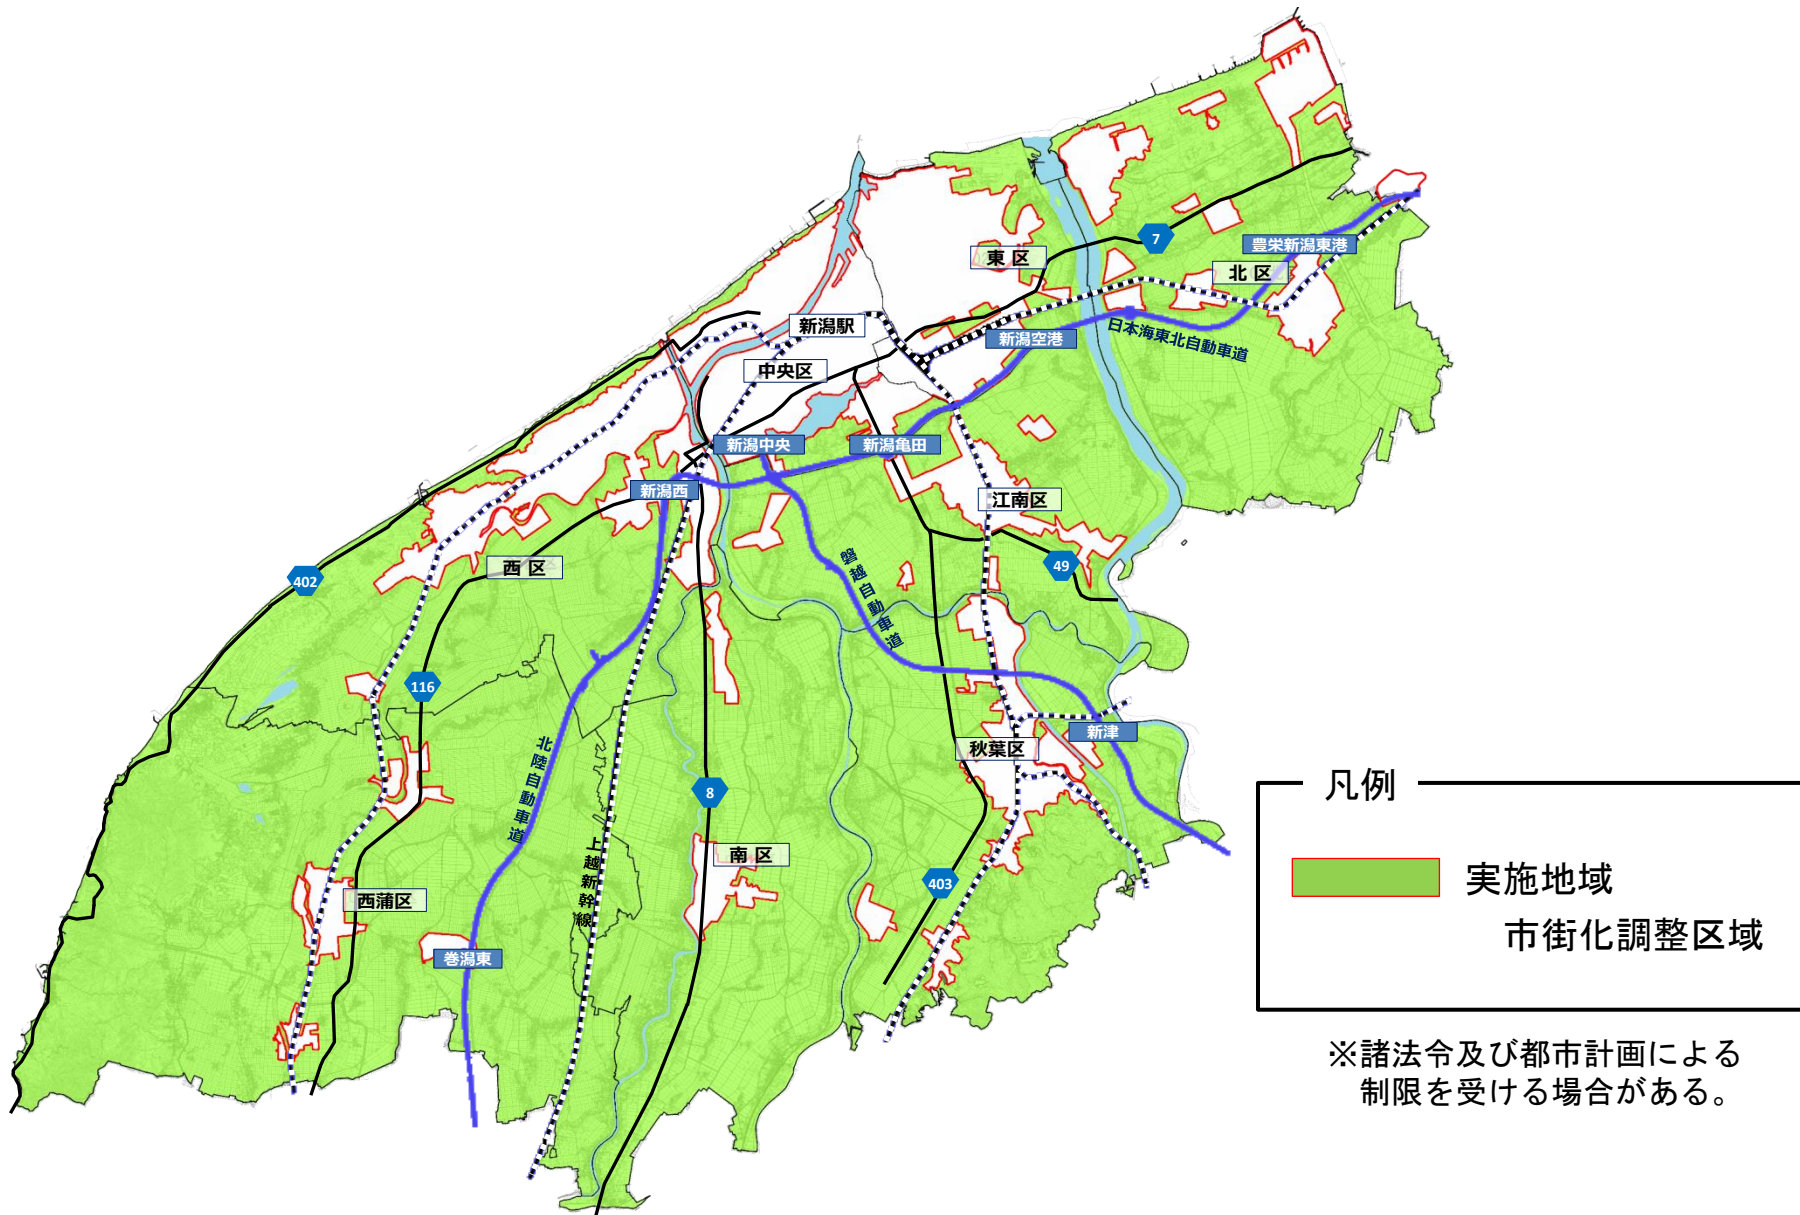 7
豊栄新潟東港
東 区
北 区
新潟駅
新潟空港
日本海東北自動車道
中央区
新潟中央
新潟亀田
新潟西
江南区
西 区
磐越自動車道
49
402
116
秋葉区
新津
北陸自動車道
8
上越新幹線
南 区
403
西蒲区
巻潟東
凡例
実施地域
市街化調整区域
※諸法令及び都市計画による
制限を受ける場合がある。